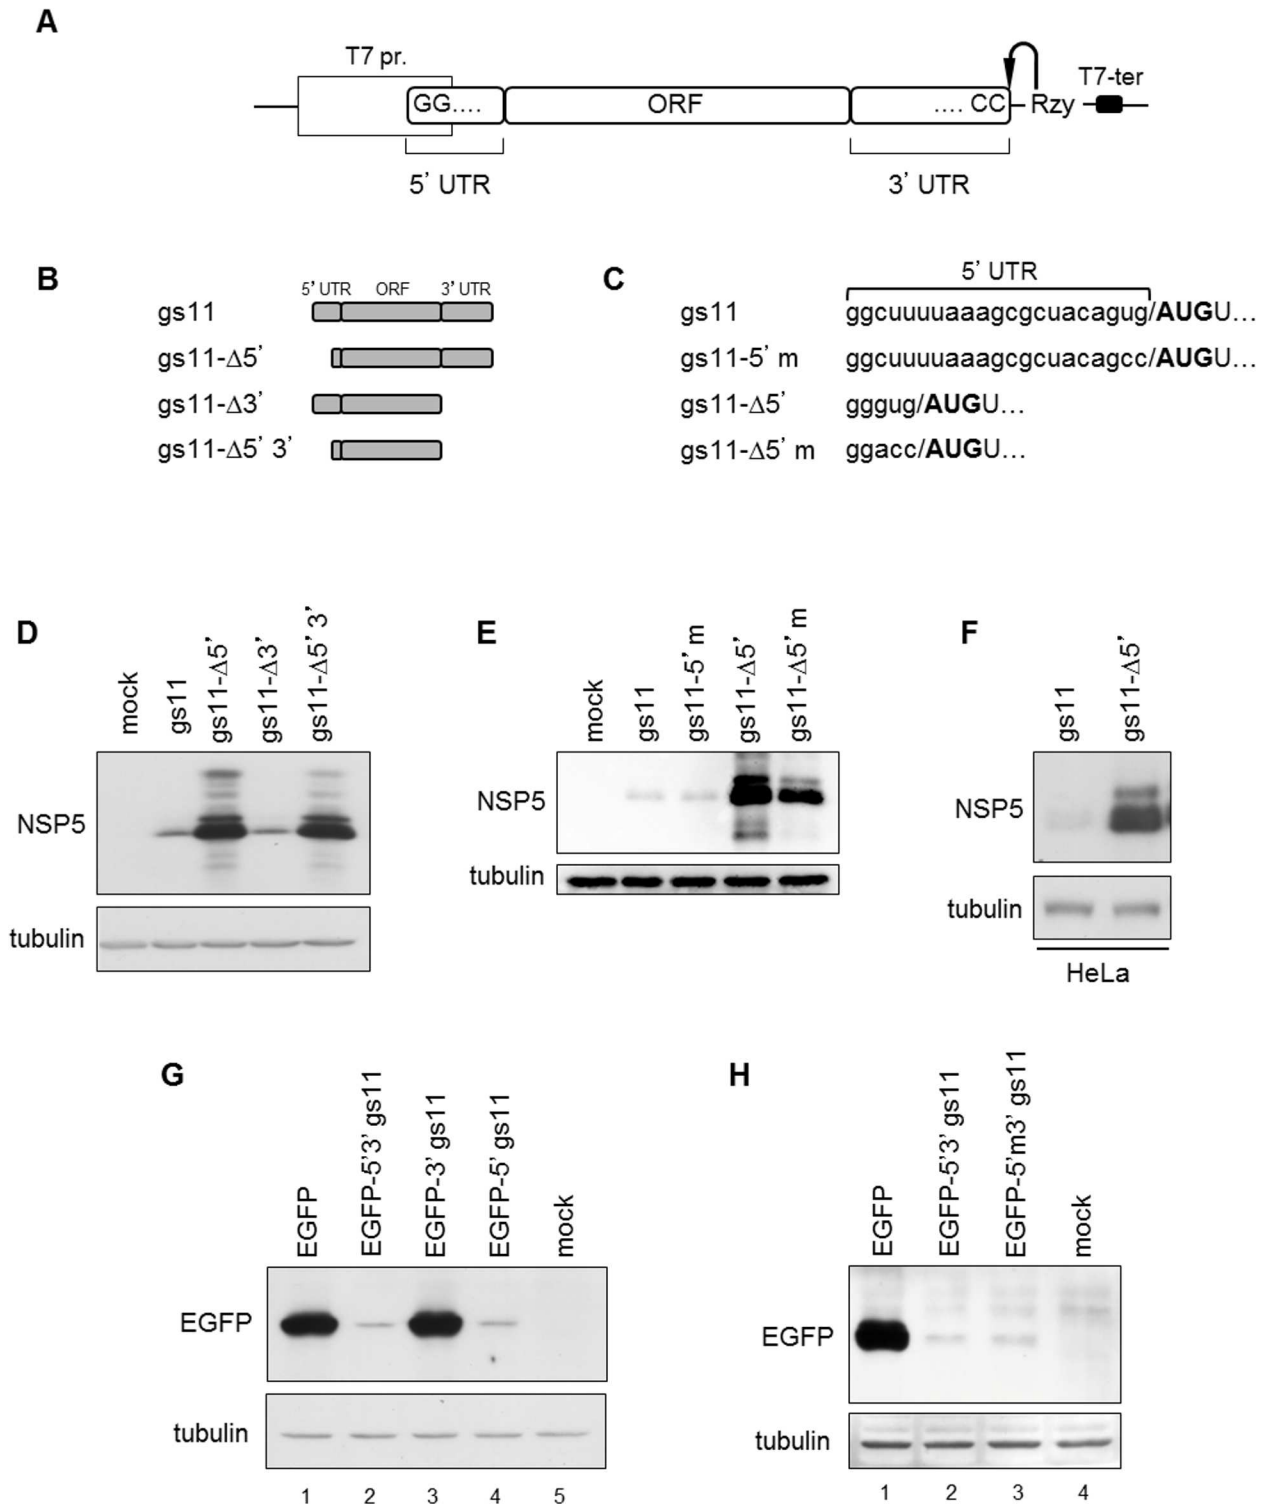 A
T7 pr.
GG.... ORF .... CC Rzy T7-ter
5' UTR 3' UTR
B
5' UTR ORF 3' UTR
gs11
gs11-Δ5'
gs11-Δ3'
gs11-Δ5' 3'
C
5' UTR
gs11 ggcuuuuaaagcgcuacagug/AUGU...
gs11-5' m ggcuuuuaaagcgcuacagcc/AUGU...
gs11-Δ5' gggug/AUGU...
gs11-Δ5' m ggacc/AUGU...
D
mock gs11 gs11-Δ5' gs11-Δ3' gs11-Δ5' 3'
NSP5
tubulin
E
mock gs11 gs11-5' m gs11-Δ5' gs11-Δ5' m
NSP5
tubulin
F
gs11 gs11-Δ5'
NSP5
tubulin
HeLa
G
EGFP EGFP-5'3' gs11 EGFP-3' gs11 EGFP-5' gs11 mock
EGFP
tubulin
1 2 3 4 5
H
EGFP EGFP-5'3' gs11 EGFP-5'm3' gs11 mock
EGFP
tubulin
1 2 3 4